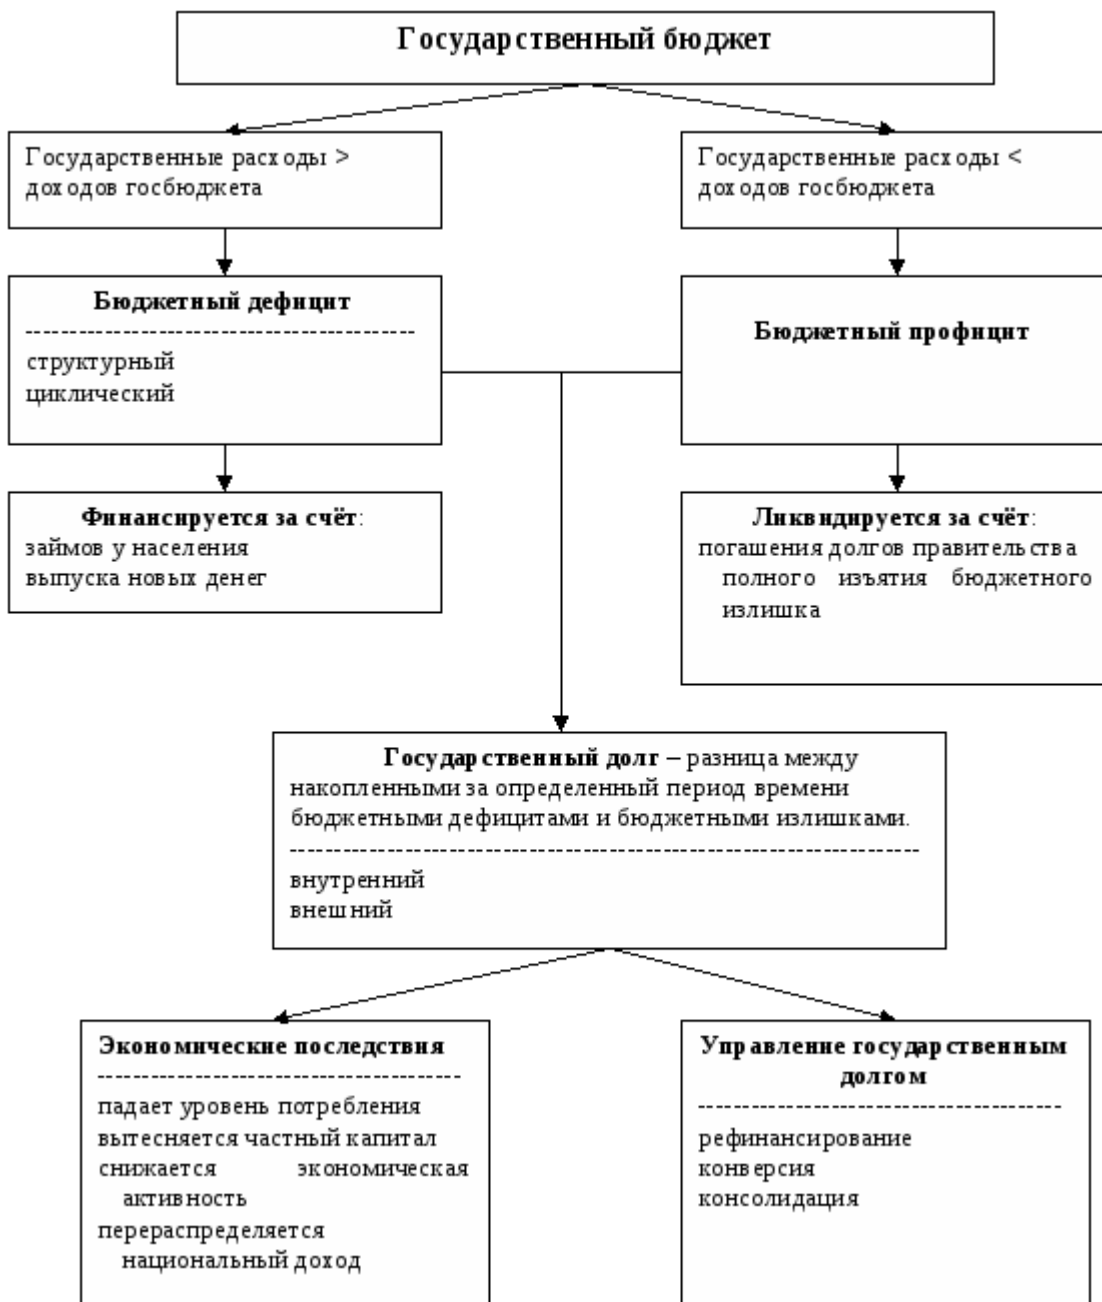 Государственный бюджет
Государственные расходы >
доходов госбюджета
Государственные расходы <
доходов госбюджета
Бюджетный дефицит
----------------------------------------------
структурный
циклический
Бюджетный профицит
Финансируется за счёт:
займов у населения
выпуска новых денег
Ликвидируется за счёт:
погашения долгов правительства
полного изъятия бюджетного
излишка
Государственный долг – разница между
накопленными за определенный период времени
бюджетными дефицитами и бюджетными излишками.
------------------------------------------------------------------------
внутренний
внешний
Экономические последствия
------------------------------------------
падает уровень потребления
вытесняется частный капитал
снижается экономическая
активность
перераспределяется
национальный доход
Управление государственным
долгом
------------------------------------------
рефинансирование
конверсия
консолидация